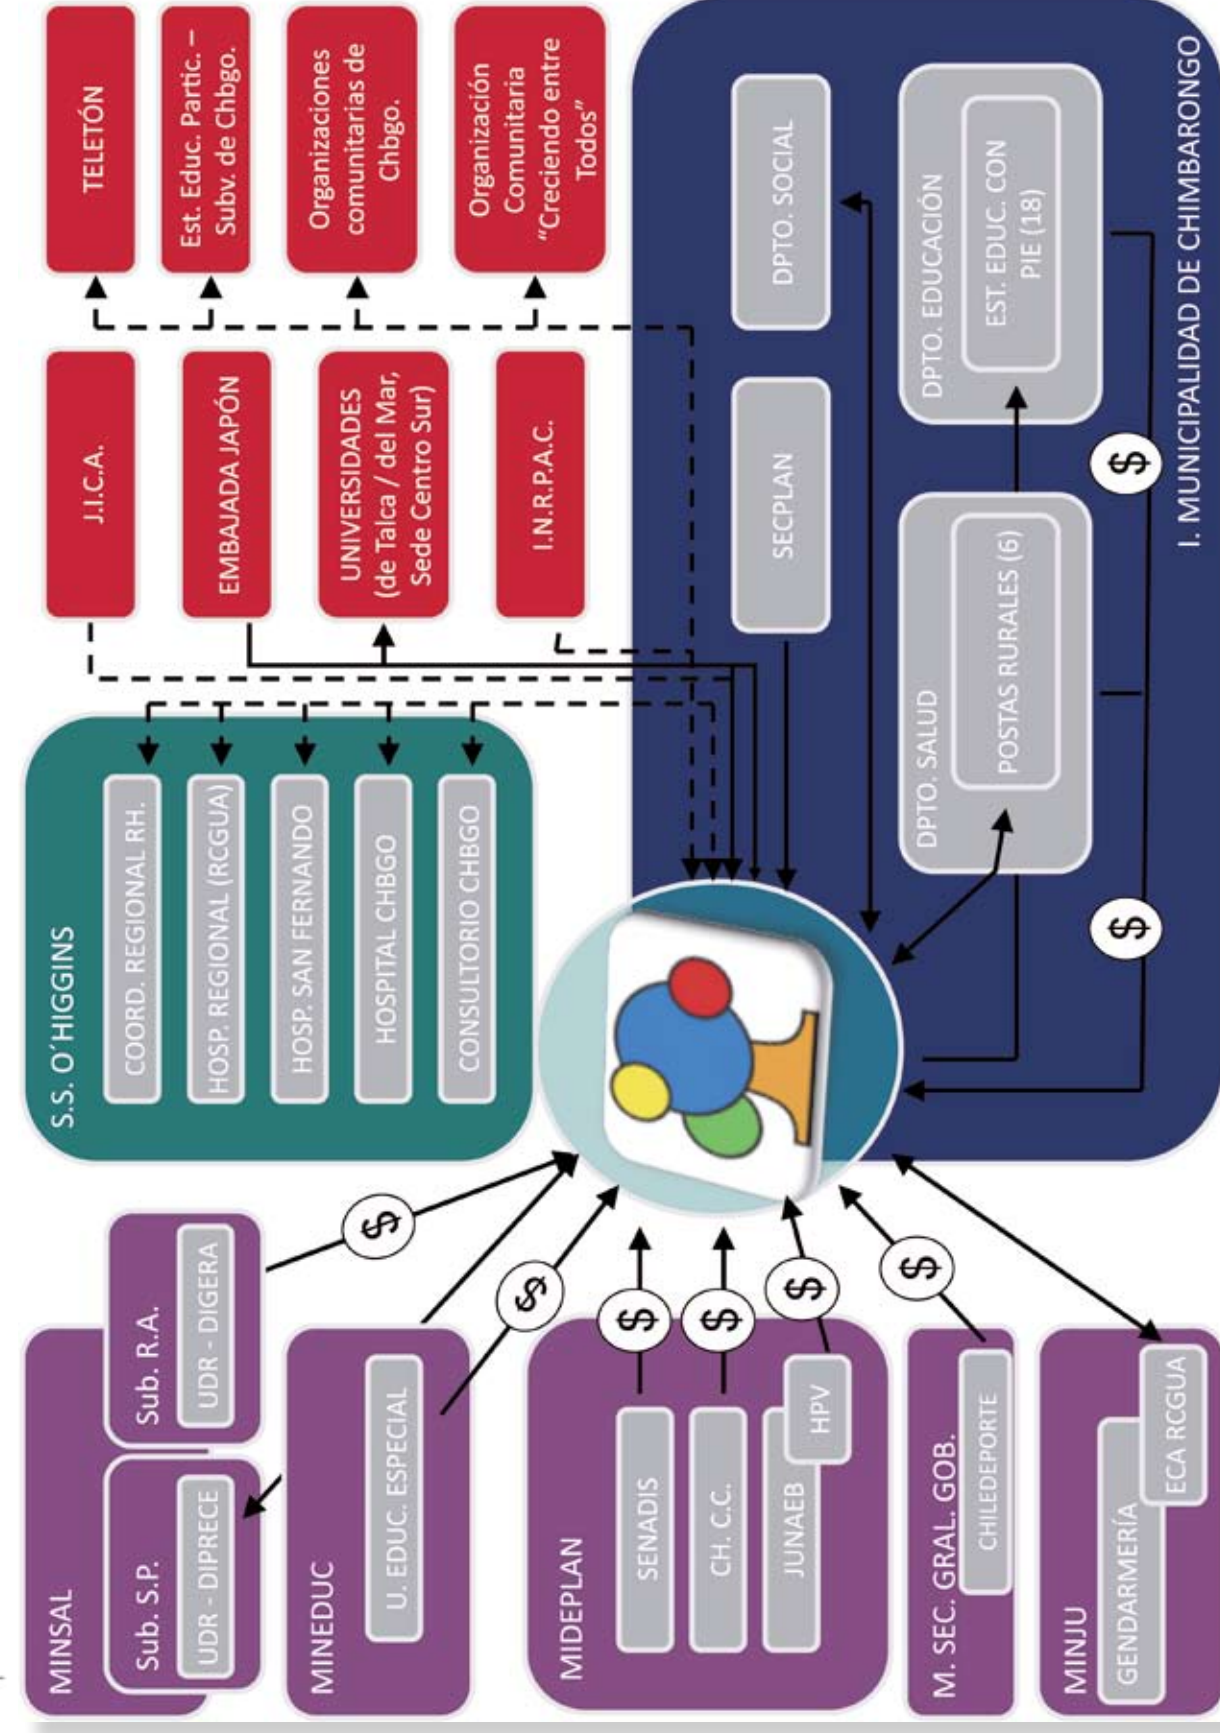 MINSAL
Sub. S.P.
UDR - DIPRECE
Sub. R.A.
UDR - DIGERA
MINEDUC
U. EDUC. ESPECIAL
MIDEPLAN
SENADIS
CH. C.C.
JUNAEB
HPV
M. SEC. GRAL. GOB.
CHILEDEPORTE
MINJU
GENDARMERÍA
ECA RCGUA
$
$
$
$
$
$
S.S. O´HIGGINS
COORD. REGIONAL RH.
HOSP. REGIONAL (RCGUA)
HOSP. SAN FERNANDO
HOSPITAL CHBGO
CONSULTORIO CHBGO
J.I.C.A.
EMBAJADA JAPÓN
UNIVERSIDADES
(de Talca / del Mar,
Sede Centro Sur)
I.N.R.P.A.C.
TELETÓN
Est. Educ. Partic. –
Subv. de Chbgo.
Organizaciones
comunitarias de
Chbgo.
Organización
Comunitaria
“Creciendo entre
Todos”
SECPLAN
DPTO. SOCIAL
DPTO. SALUD
POSTAS RURALES (6)
DPTO. EDUCACIÓN
EST. EDUC. CON
PIE (18)
$
$
I. MUNICIPALIDAD DE CHIMBARONGO